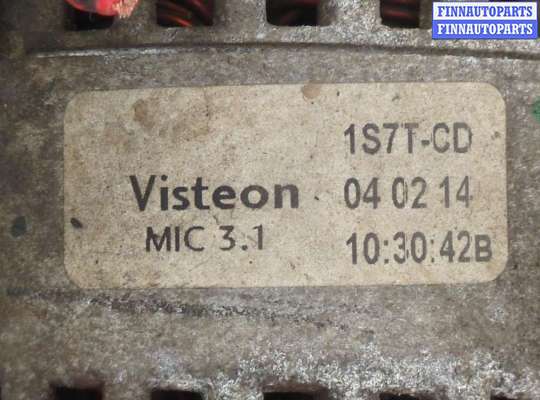 FINNAUTOPARTS
FINNAUTOPARTS
1S7T-CD
Visteon 04 02 14
MIC 3.1 10:30:42B